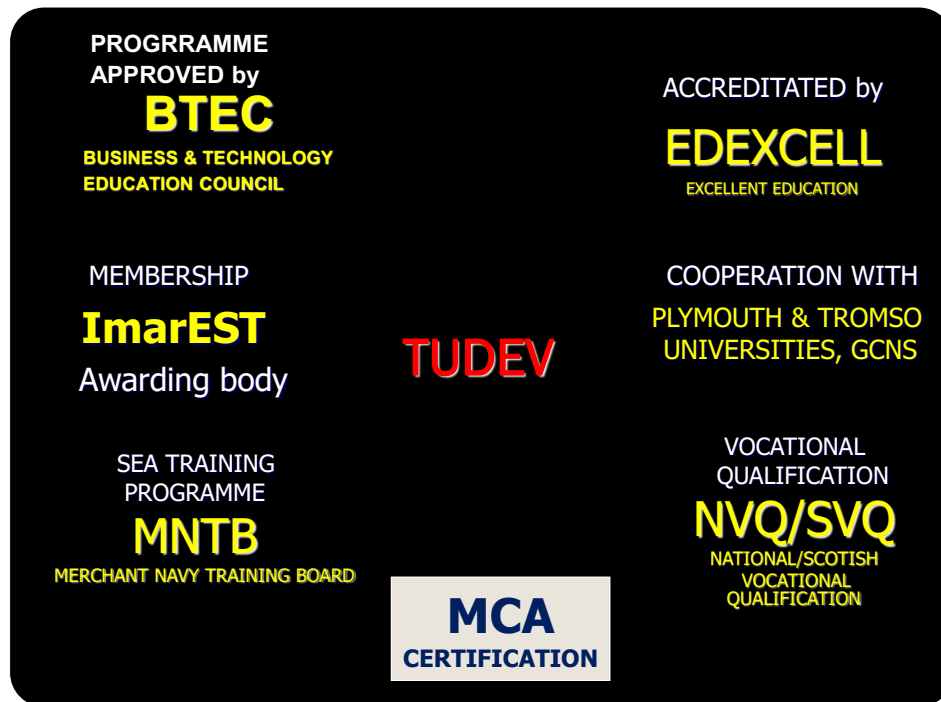 PROGRRAMME
APPROVED by
BTEC
BUSINESS & TECHNOLOGY
EDUCATION COUNCIL
ACCREDITATED by
EDEXCELL
EXCELLENT EDUCATION
MEMBERSHIP
ImarEST
Awarding body
TUDEV
COOPERATION WITH
PLYMOUTH & TROMSO
UNIVERSITIES, GCNS
SEA TRAINING
PROGRAMME
MNTB
MERCHANT NAVY TRAINING BOARD
VOCATIONAL
QUALIFICATION
NVQ/SVQ
NATIONAL/SCOTISH
VOCATIONAL
QUALIFICATION
MCA
CERTIFICATION